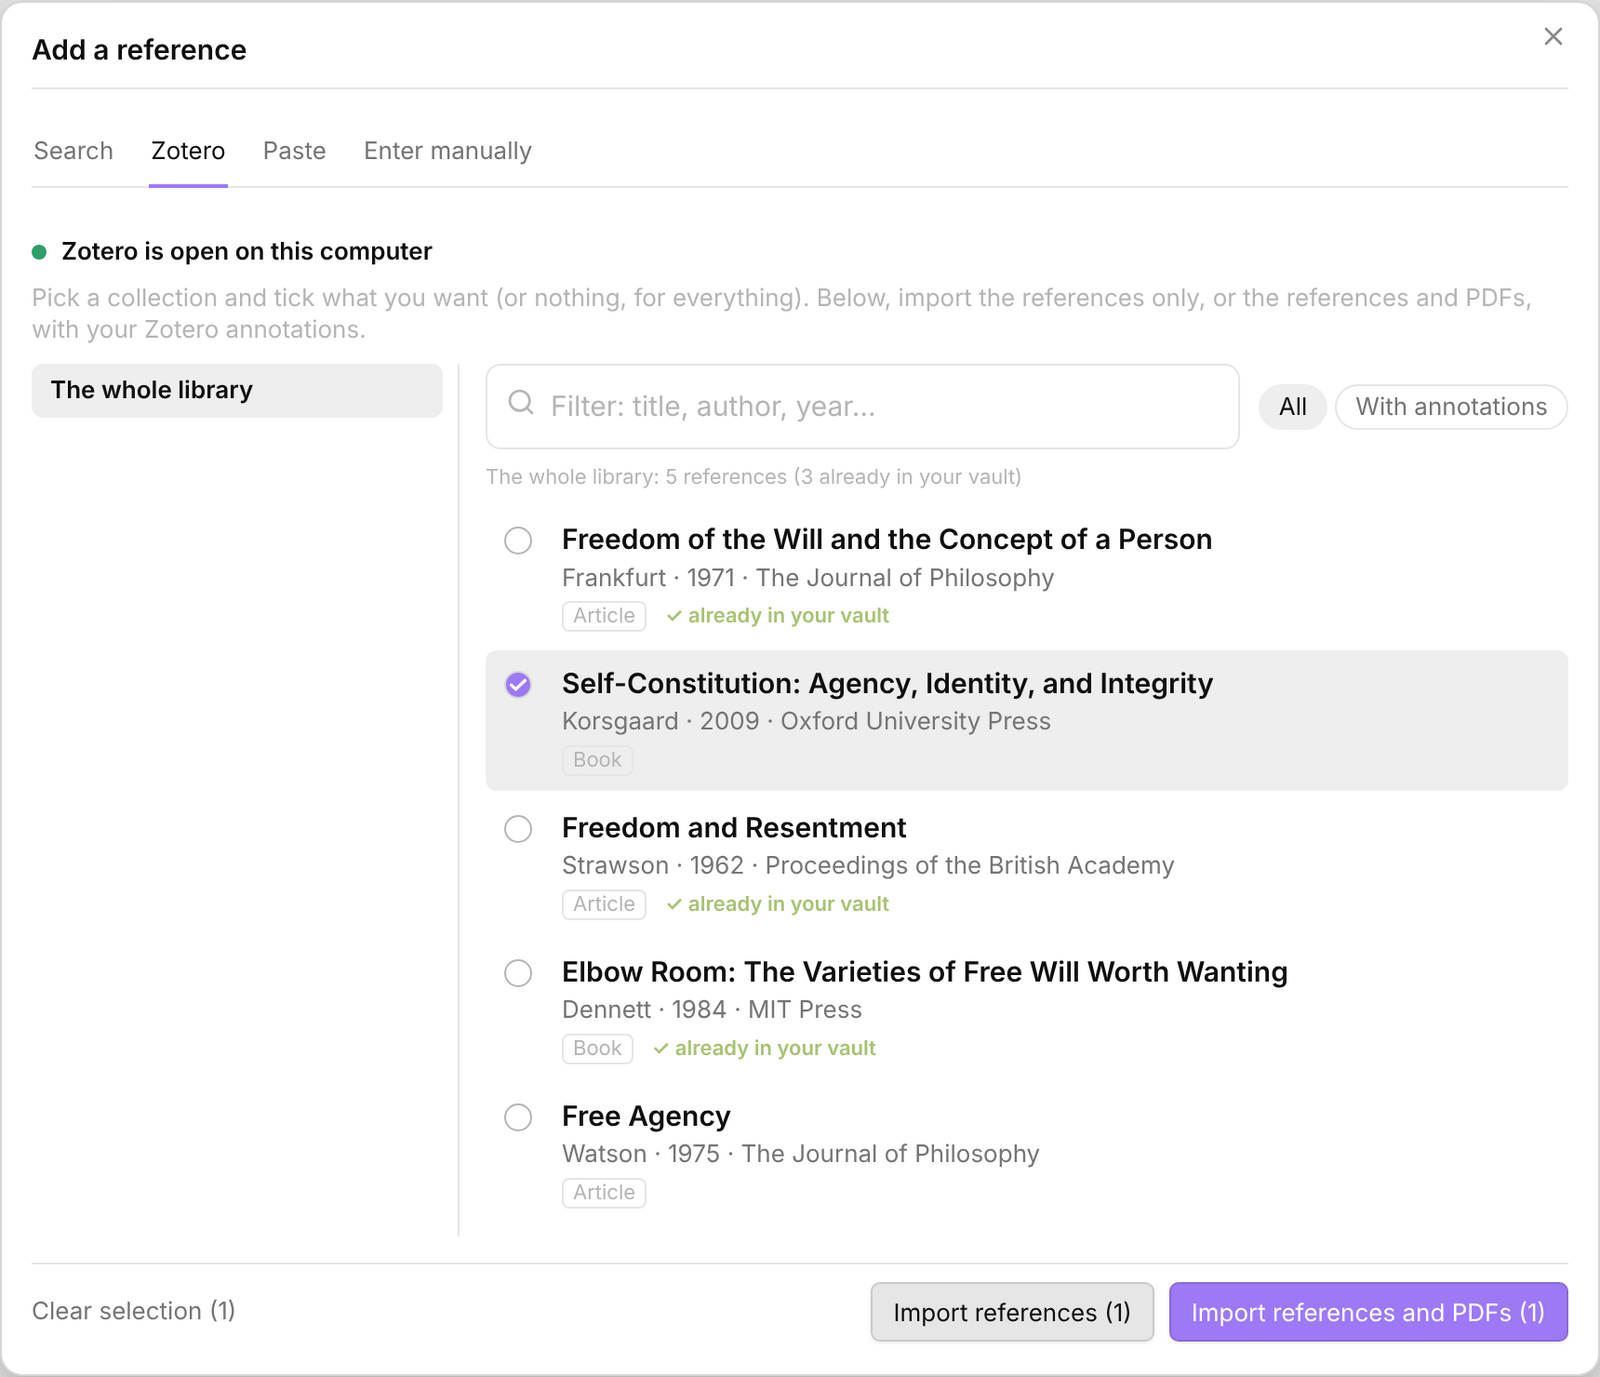 Add a reference
Search
Zotero
Paste
Enter manually
Zotero is open on this computer
Pick a collection and tick what you want (or nothing, for everything). Below, import the references only, or the references and PDFs,
with your Zotero annotations.
The whole library
Filter: title, author, year...
All
With annotations
The whole library: 5 references (3 already in your vault)
Freedom of the Will and the Concept of a Person
Frankfurt · 1971 · The Journal of Philosophy
Article ✓ already in your vault
Self-Constitution: Agency, Identity, and Integrity
Korsgaard · 2009 · Oxford University Press
Book
Freedom and Resentment
Strawson · 1962 · Proceedings of the British Academy
Article ✓ already in your vault
Elbow Room: The Varieties of Free Will Worth Wanting
Dennett · 1984 · MIT Press
Book ✓ already in your vault
Free Agency
Watson · 1975 · The Journal of Philosophy
Article
Clear selection (1)
Import references (1)
Import references and PDFs (1)